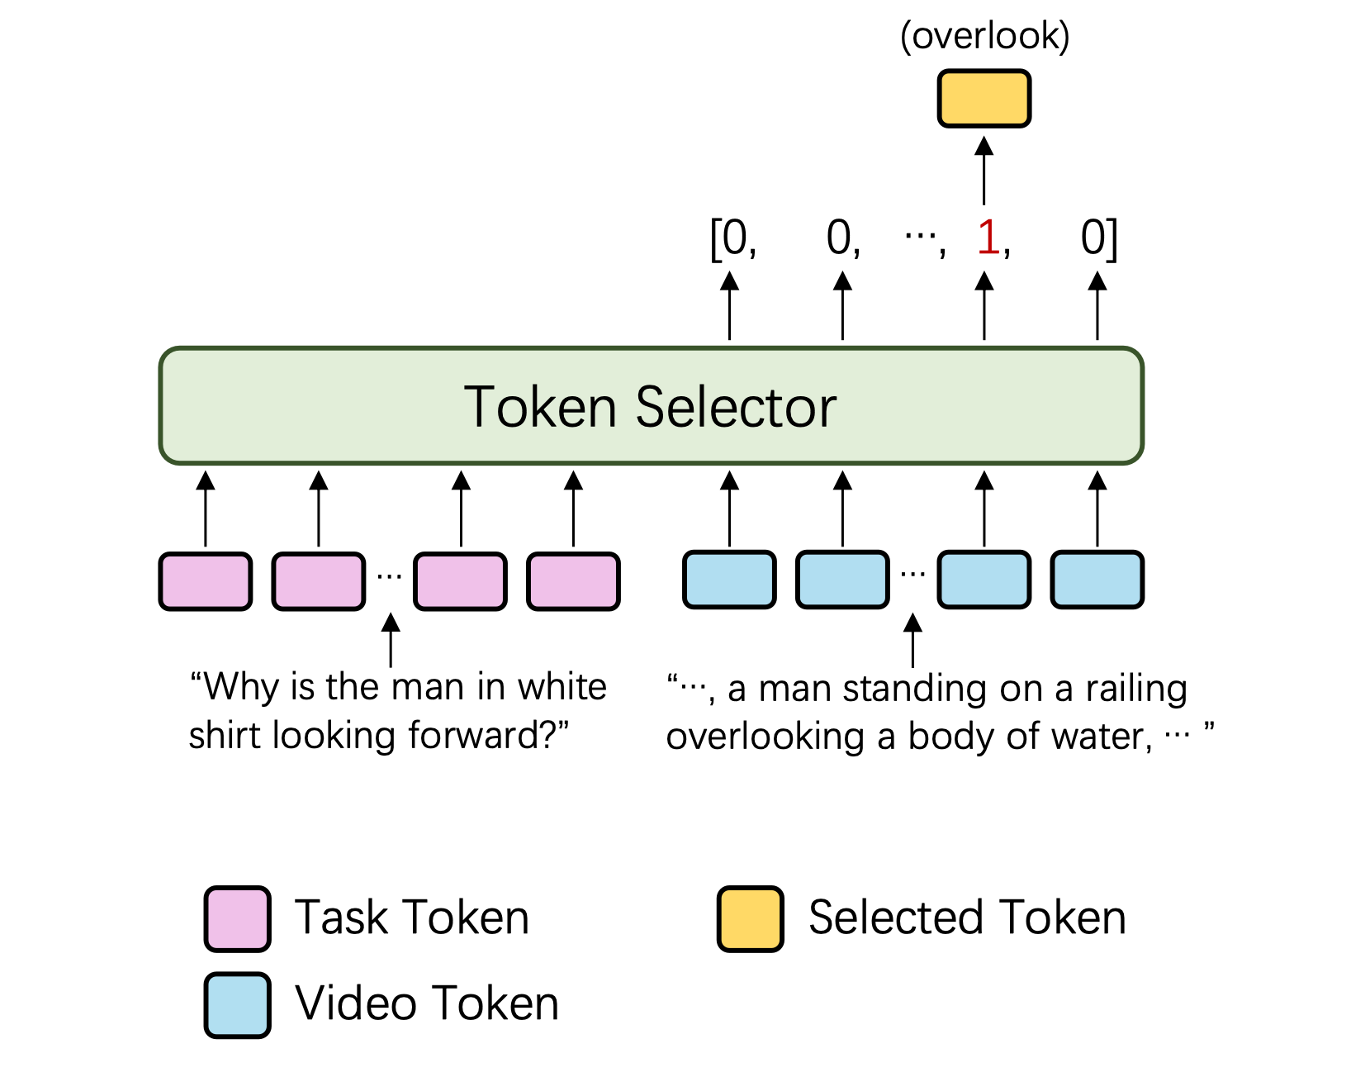 (overlook)
[0, 0, ···, 1, 0]
Token Selector
··· ···
“Why is the man in white
shirt looking forward?”
“···, a man standing on a railing
overlooking a body of water, ··· ”
Task Token
Selected Token
Video Token